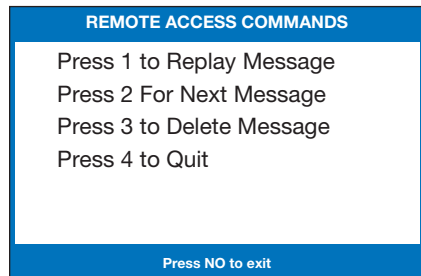 REMOTE ACCESS COMMANDS
Press 1 to Replay Message
Press 2 For Next Message
Press 3 to Delete Message
Press 4 to Quit
Press NO to exit